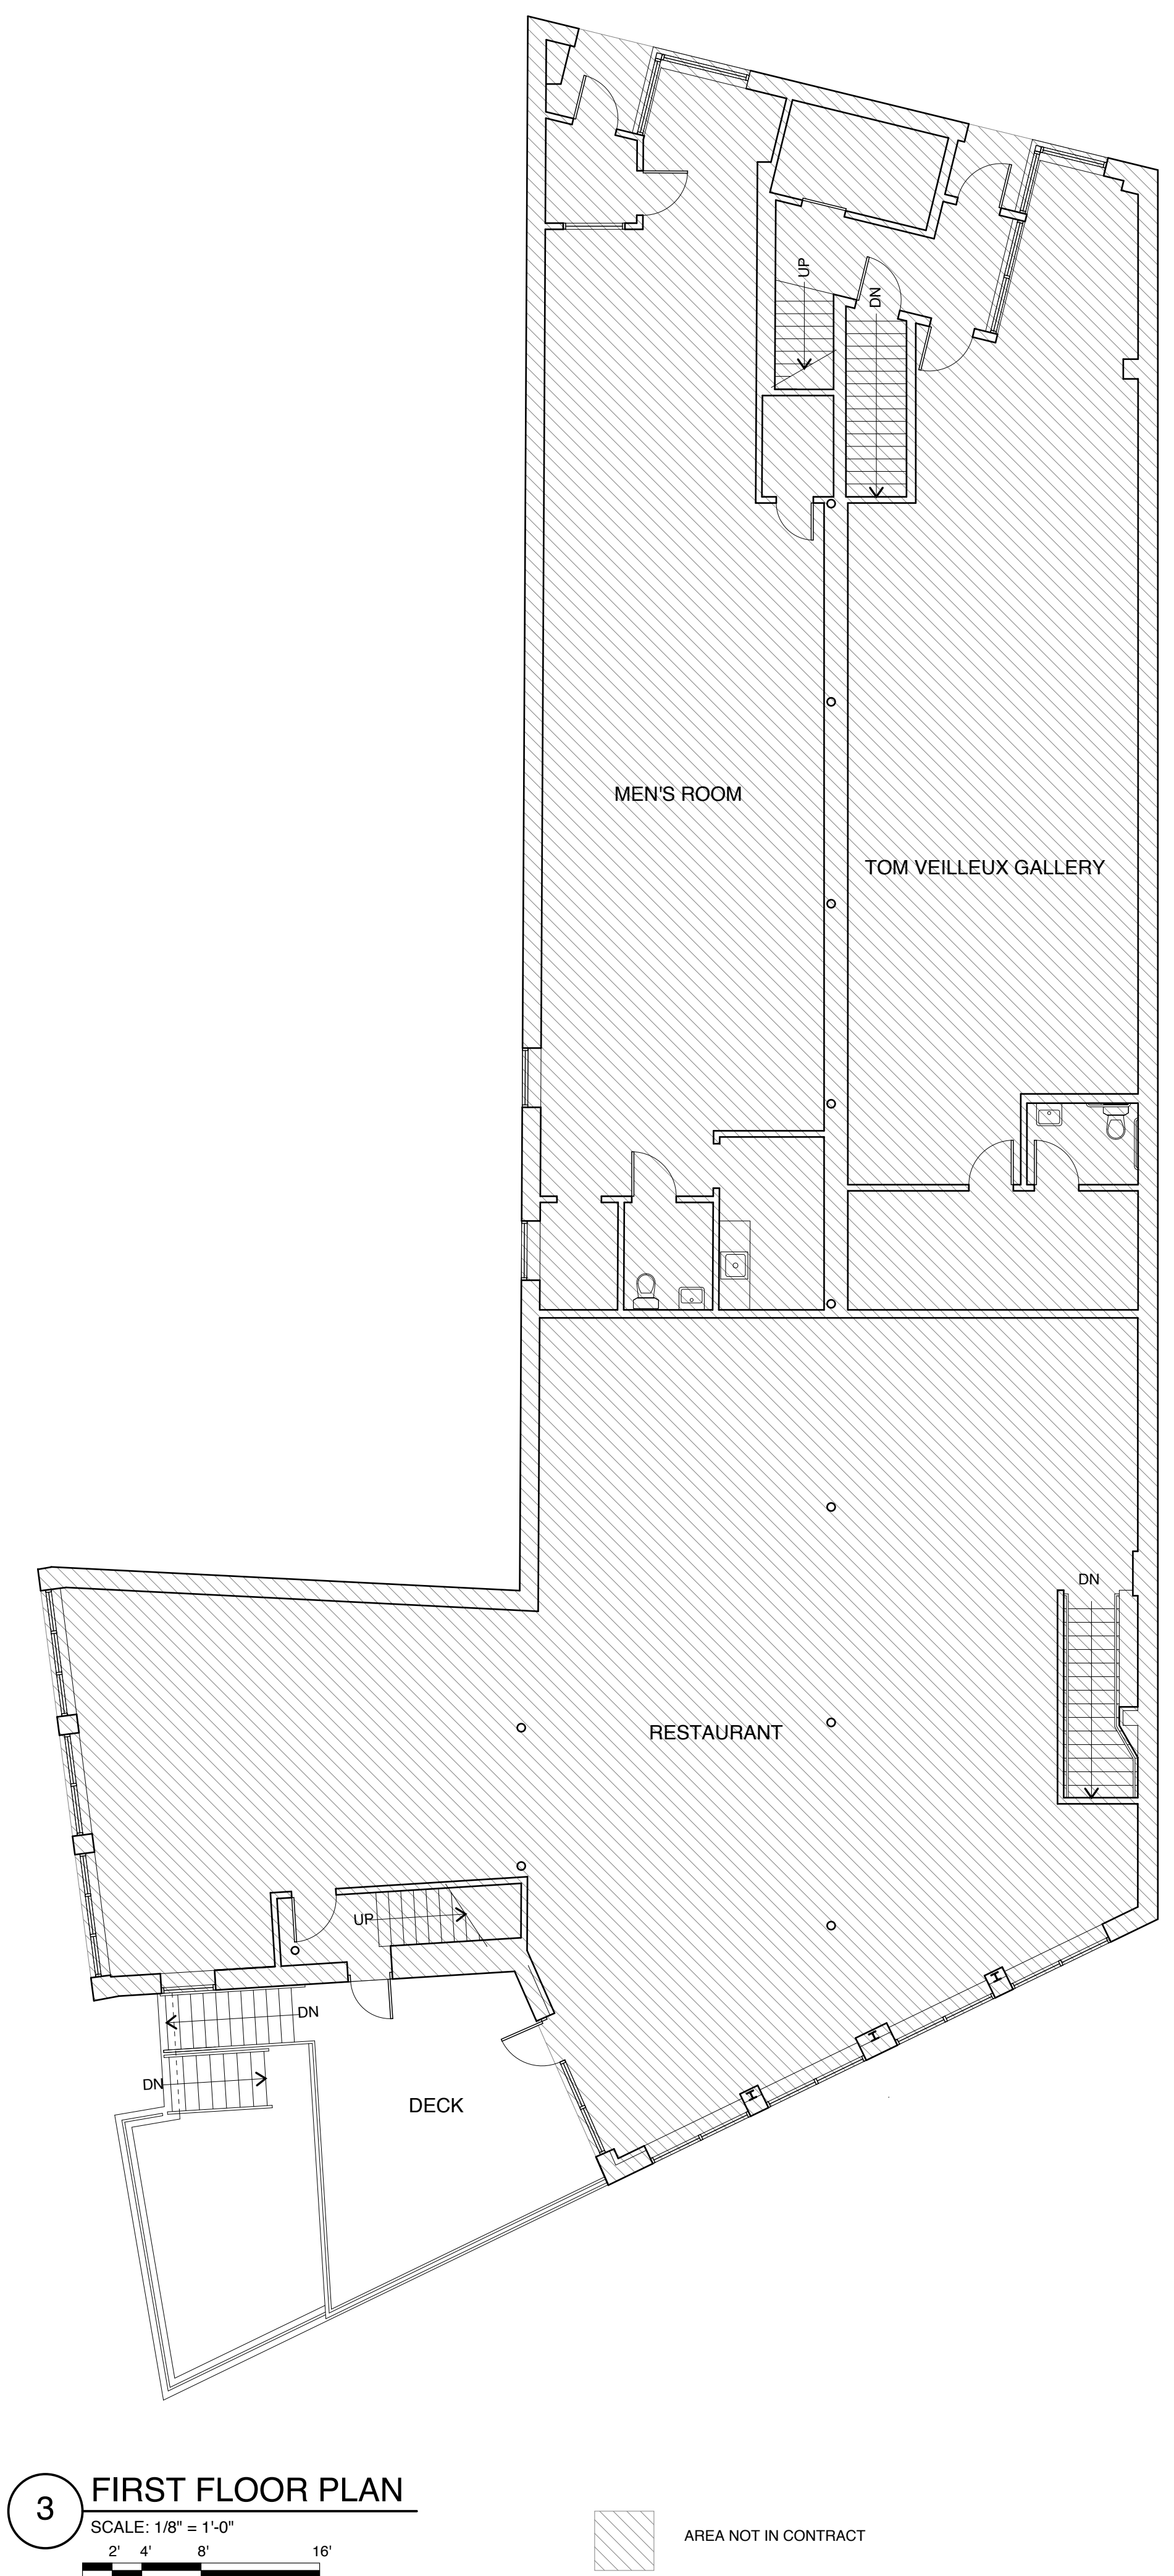 UP
DN
MEN'S ROOM
TOM VEILLEUX GALLERY
DN
RESTAURANT
UP
DN
DN
DECK
3
FIRST FLOOR PLAN
SCALE: 1/8" = 1'-0"
2' 4' 8' 16'
AREA NOT IN CONTRACT